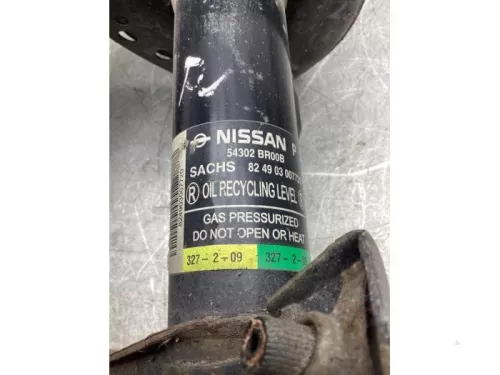 NISSAN P
54302 BR00B
SACHS 82 49 03 00772
R OIL RECYCLING LEVEL
GAS PRESSURIZED
DO NOT OPEN OR HEAT
327-2-09 327-2-